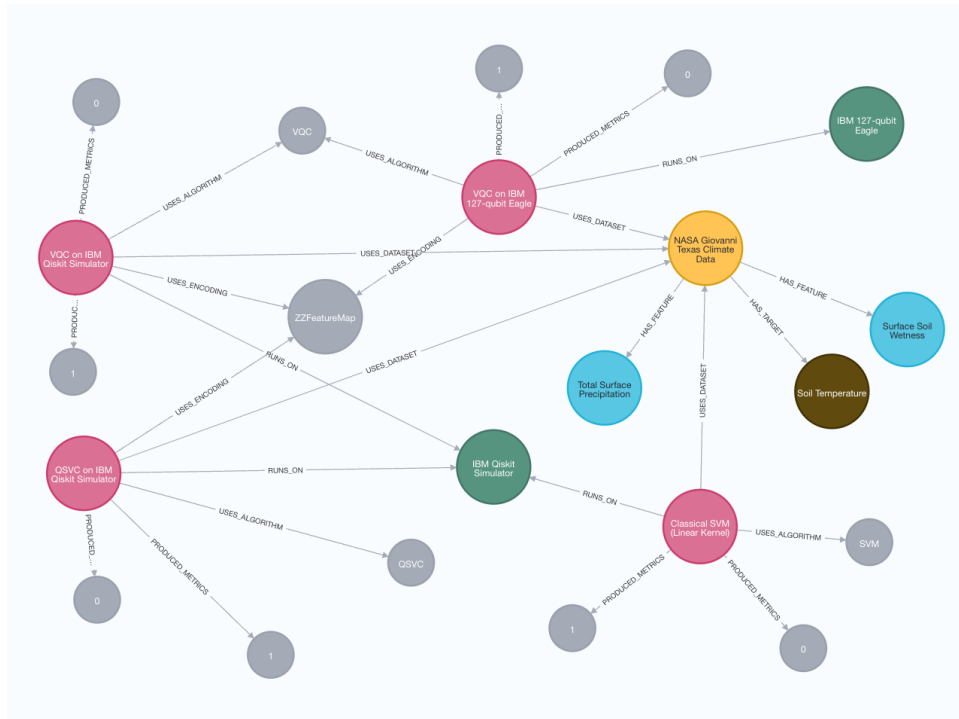 1
0
0
IBM 127-qubit
Eagle
VQC
PRODUCED_...
PRODUCED_METRICS
PRODUCED_METRICS
USES_ALGORITHM
USES_ALGORITHM
RUNS_ON
VQC on IBM
127-qubit Eagle
USES_DATASET
NASA Giovanni
Texas Climate
Data
VQC on IBM
Qiskit Simulator
USES_DATASET
USES_ENCODING
USES_ENCODING
HAS_FEATURE
ZZFeatureMap
PRODUC...
HAS_FEATURE
HAS_TARGET
Surface Soil
Wetness
1
RUNS_ON
USES_DATASET
USES_ENCODING
Total Surface
Precipitation
USES_DATASET
Soil Temperature
QSVC on IBM
Qiskit Simulator
RUNS_ON
IBM Qiskit
Simulator
RUNS_ON
Classical SVM
(Linear Kernel)
USES_ALGORITHM
SVM
PRODUCED_...
USES_ALGORITHM
QSVC
PRODUCED_METRICS
PRODUCED_METRICS
PRODUCED_METRICS
0
1
1
0